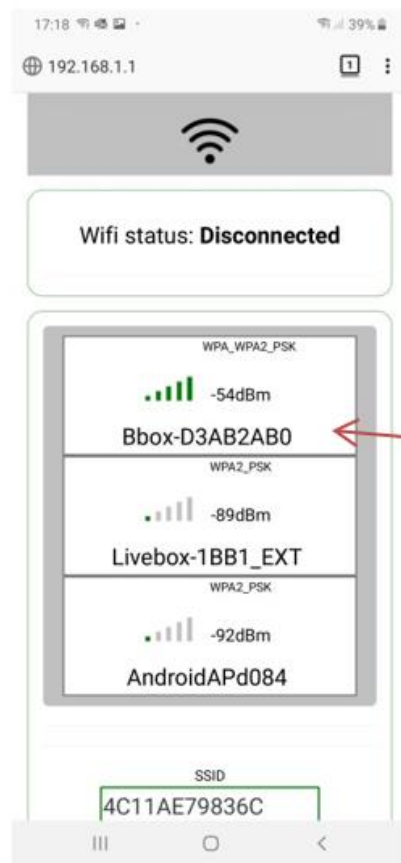 17:18
39%
192.168.1.1
1
Wifi status: Disconnected
WPA_WPA2_PSK
-54dBm
Bbox-D3AB2AB0
WPA2_PSK
-89dBm
Livebox-1BB1_EXT
WPA2_PSK
-92dBm
AndroidAPd084
SSID
4C11AE79836C